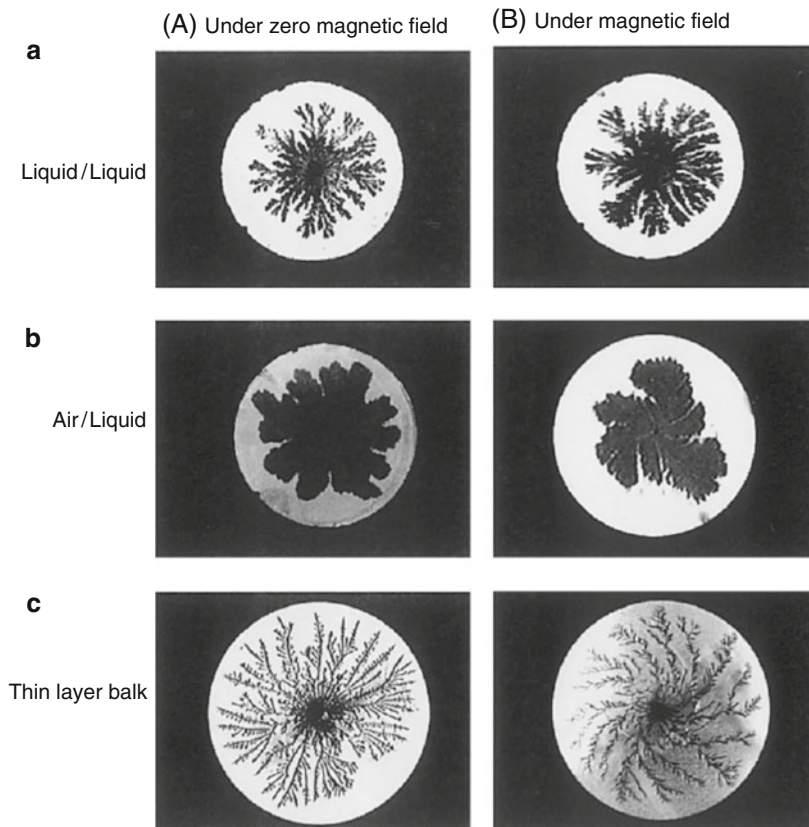 (A) Under zero magnetic field
(B) Under magnetic field
a
Liquid/Liquid
b
Air/Liquid
c
Thin layer balk